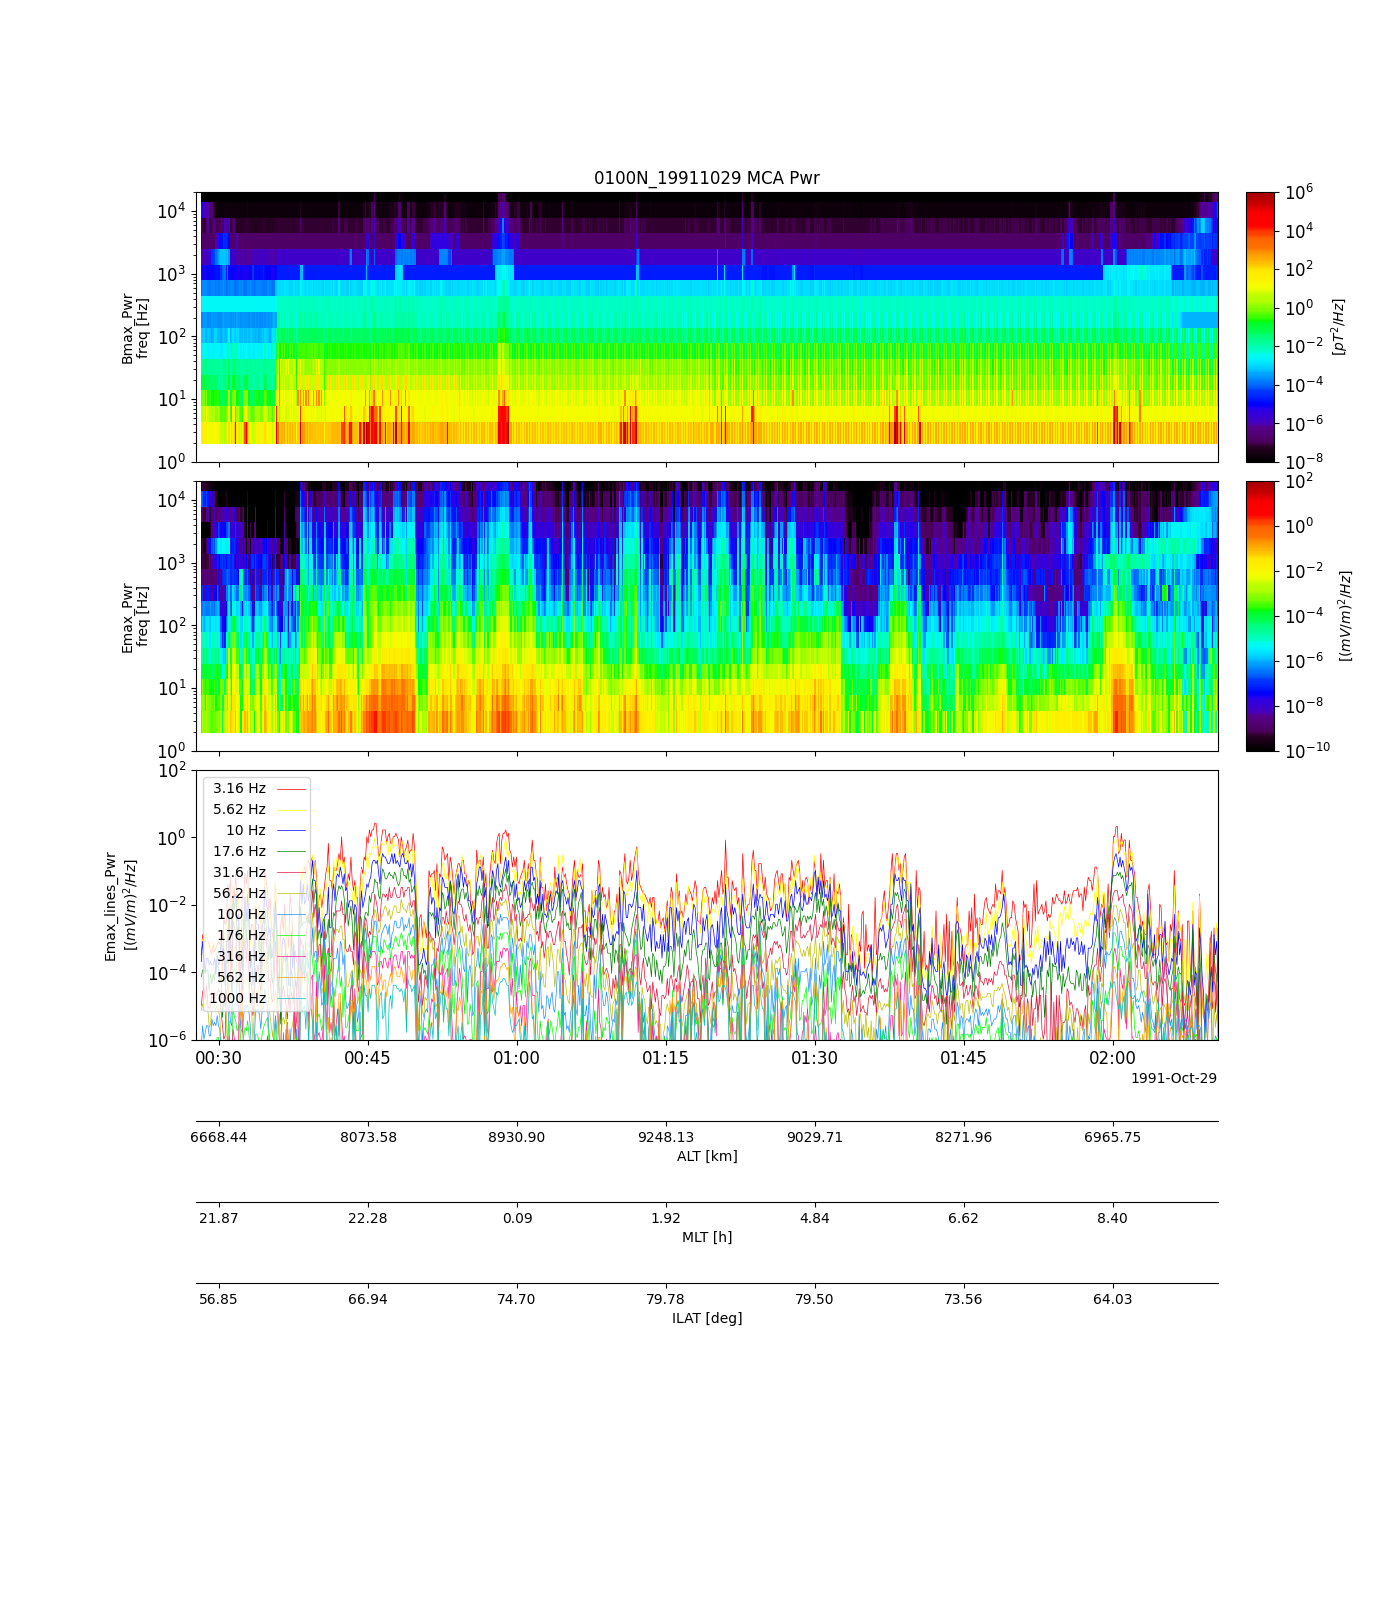 0100N_19911029 MCA Pwr
10^4
10^3
10^2
10^1
10^0
Bmax_Pwr
freq [Hz]
10^6
10^4
10^2
10^0
10^-2
10^-4
10^-6
10^-8
[pT^2/Hz]
10^4
10^3
10^2
10^1
10^0
Emax_Pwr
freq [Hz]
10^2
10^0
10^-2
10^-4
10^-6
10^-8
10^-10
[(mV/m)^2/Hz]
10^2
10^0
10^-2
10^-4
10^-6
Emax_lines_Pwr
[(mV/m)^2/Hz]
3.16 Hz
5.62 Hz
10 Hz
17.6 Hz
31.6 Hz
56.2 Hz
100 Hz
176 Hz
316 Hz
562 Hz
1000 Hz
00:30 00:45 01:00 01:15 01:30 01:45 02:00
1991-Oct-29
6668.44 8073.58 8930.90 9248.13 9029.71 8271.96 6965.75
ALT [km]
21.87 22.28 0.09 1.92 4.84 6.62 8.40
MLT [h]
56.85 66.94 74.70 79.78 79.50 73.56 64.03
ILAT [deg]